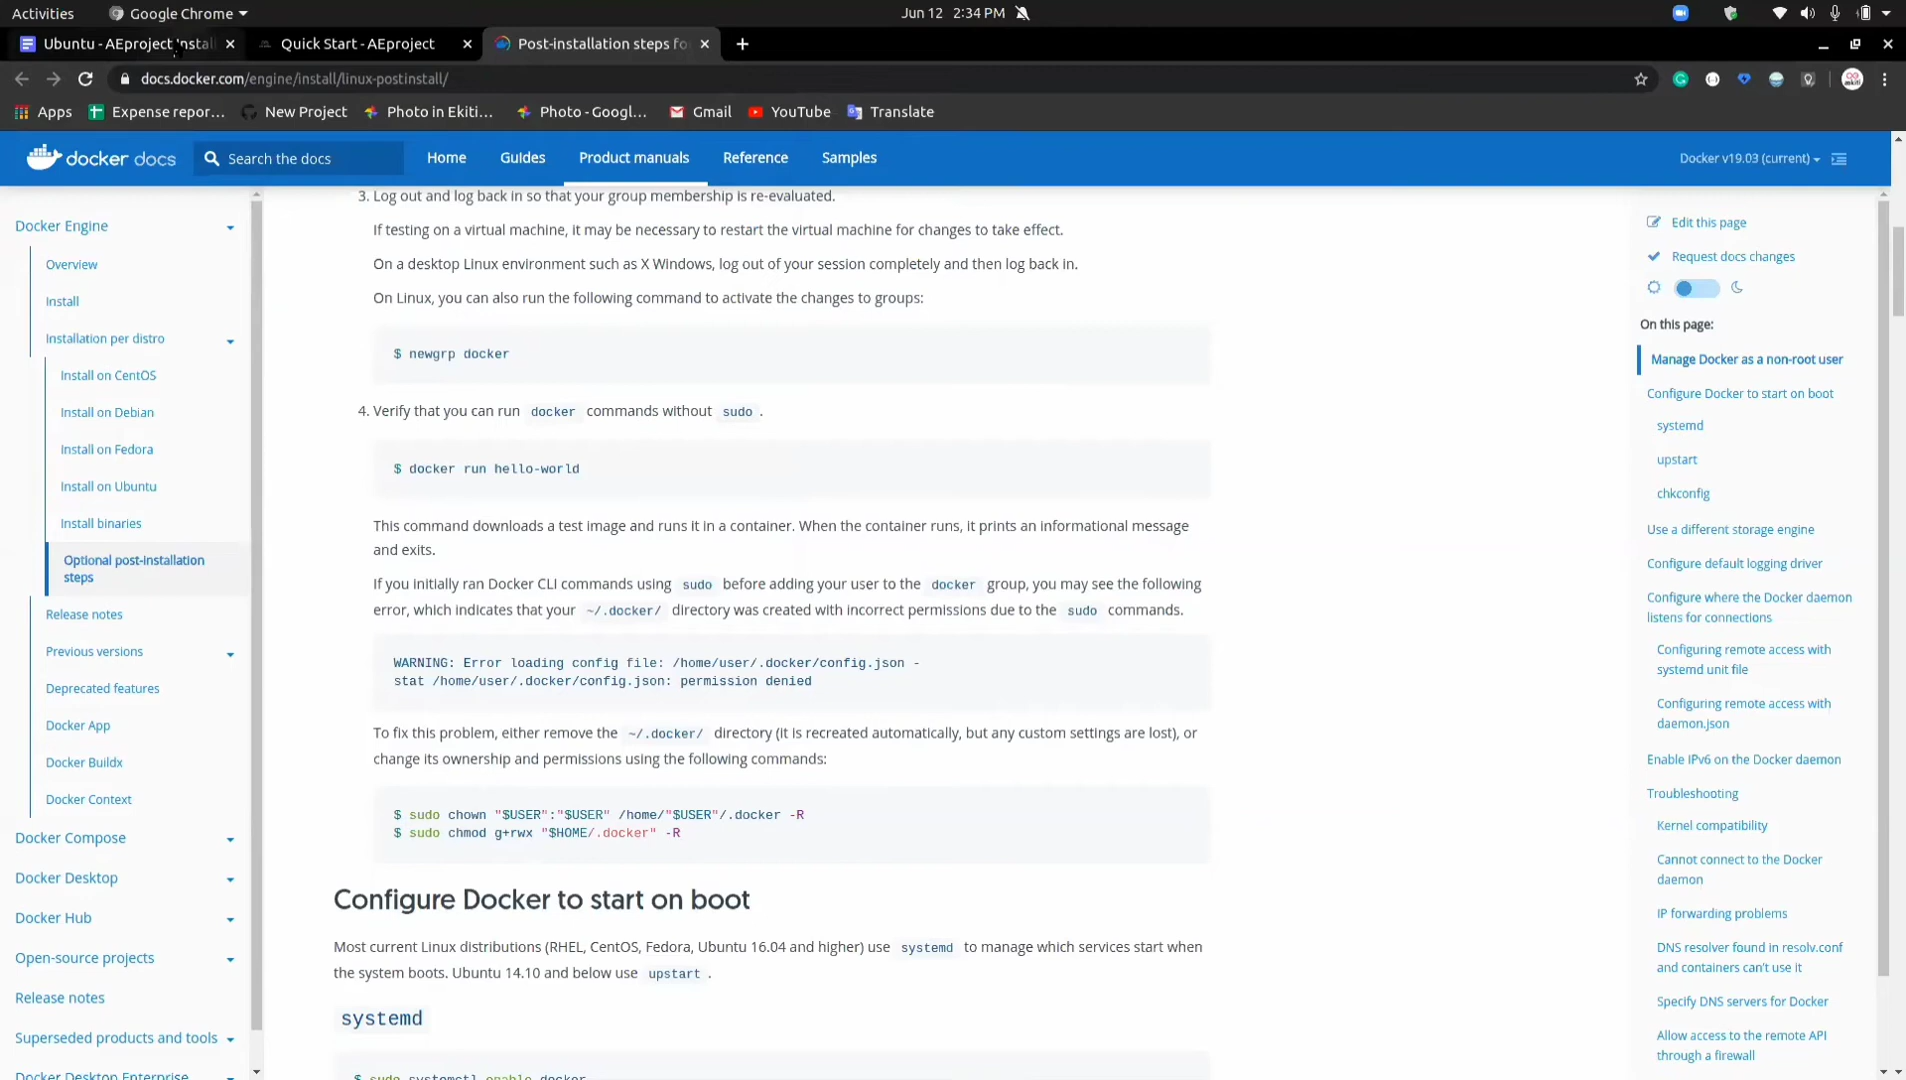 Activities
Google Chrome
Jun 12 2:34 PM
Ubuntu - AEproject Install
Quick Start - AEproject
Post-installation steps fo
docs.docker.com/engine/install/linux-postinstall/
Apps
Expense repor...
New Project
Photo in Ekiti...
Photo - Googl...
Gmail
YouTube
Translate
docker docs
Search the docs
Home
Guides
Product manuals
Reference
Samples
Docker v19.03 (current)
Docker Engine
Overview
Install
Installation per distro
Install on CentOS
Install on Debian
Install on Fedora
Install on Ubuntu
Install binaries
Optional post-installation
steps
Release notes
Previous versions
Deprecated features
Docker App
Docker Buildx
Docker Context
Docker Compose
Docker Desktop
Docker Hub
Open-source projects
Release notes
Superseded products and tools
Docker Desktop Enterprise
3. Log out and log back in so that your group membership is re-evaluated.
If testing on a virtual machine, it may be necessary to restart the virtual machine for changes to take effect.
On a desktop Linux environment such as X Windows, log out of your session completely and then log back in.
On Linux, you can also run the following command to activate the changes to groups:
$ newgrp docker
4. Verify that you can run docker commands without sudo .
$ docker run hello-world
This command downloads a test image and runs it in a container. When the container runs, it prints an informational message
and exits.
If you initially ran Docker CLI commands using sudo before adding your user to the docker group, you may see the following
error, which indicates that your ~/.docker/ directory was created with incorrect permissions due to the sudo commands.
WARNING: Error loading config file: /home/user/.docker/config.json -
stat /home/user/.docker/config.json: permission denied
To fix this problem, either remove the ~/.docker/ directory (it is recreated automatically, but any custom settings are lost), or
change its ownership and permissions using the following commands:
$ sudo chown "$USER":"$USER" /home/"$USER"/.docker -R
$ sudo chmod g+rwx "$HOME/.docker" -R
Configure Docker to start on boot
Most current Linux distributions (RHEL, CentOS, Fedora, Ubuntu 16.04 and higher) use systemd to manage which services start when
the system boots. Ubuntu 14.10 and below use upstart .
systemd
$ sudo systemctl enable docker
Edit this page
Request docs changes
On this page:
Manage Docker as a non-root user
Configure Docker to start on boot
systemd
upstart
chkconfig
Use a different storage engine
Configure default logging driver
Configure where the Docker daemon
listens for connections
Configuring remote access with
systemd unit file
Configuring remote access with
daemon.json
Enable IPv6 on the Docker daemon
Troubleshooting
Kernel compatibility
Cannot connect to the Docker
daemon
IP forwarding problems
DNS resolver found in resolv.conf
and containers can't use it
Specify DNS servers for Docker
Allow access to the remote API
through a firewall